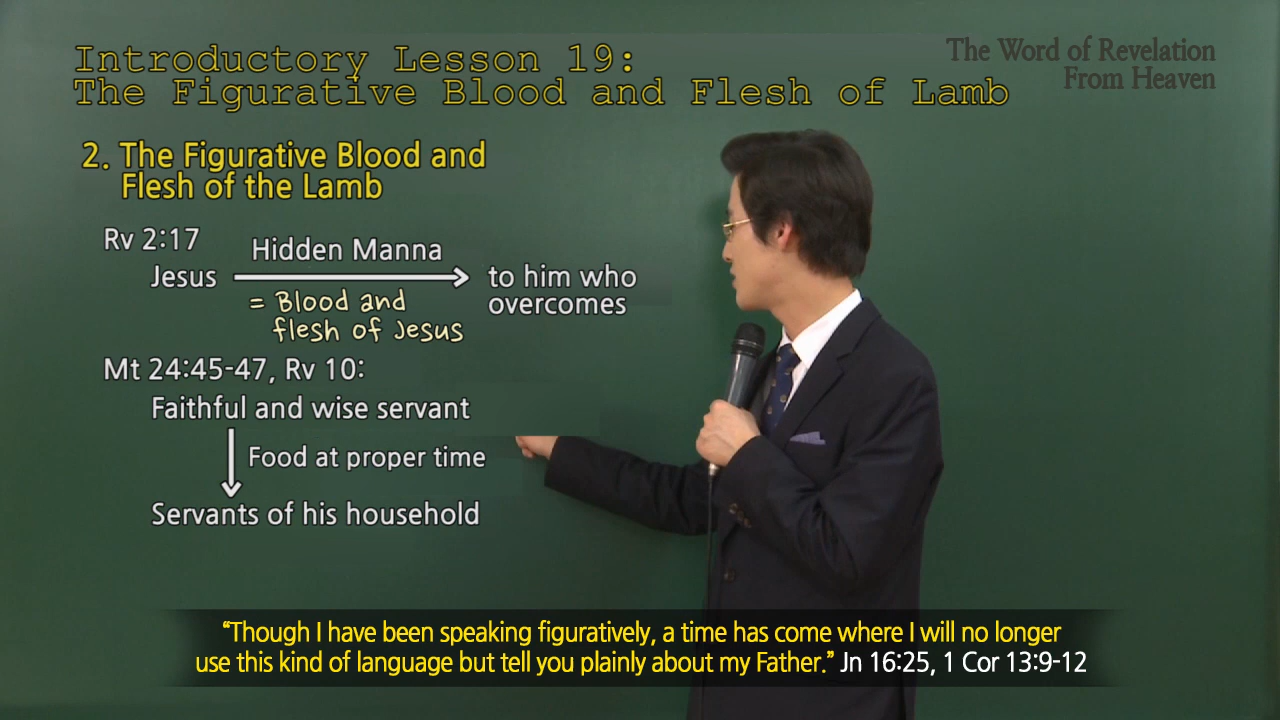 Introductory Lesson 19:
The Figurative Blood and Flesh of Lamb
The Word of Revelation
From Heaven
2. The Figurative Blood and
Flesh of the Lamb
Rv 2:17
Hidden Manna
Jesus
to him who
overcomes
= Blood and
flesh of Jesus
Mt 24:45-47, Rv 10:
Faithful and wise servant
Food at proper time
Servants of his household
“Though I have been speaking figuratively, a time has come where I will no longer
use this kind of language but tell you plainly about my Father.” Jn 16:25, 1 Cor 13:9-12